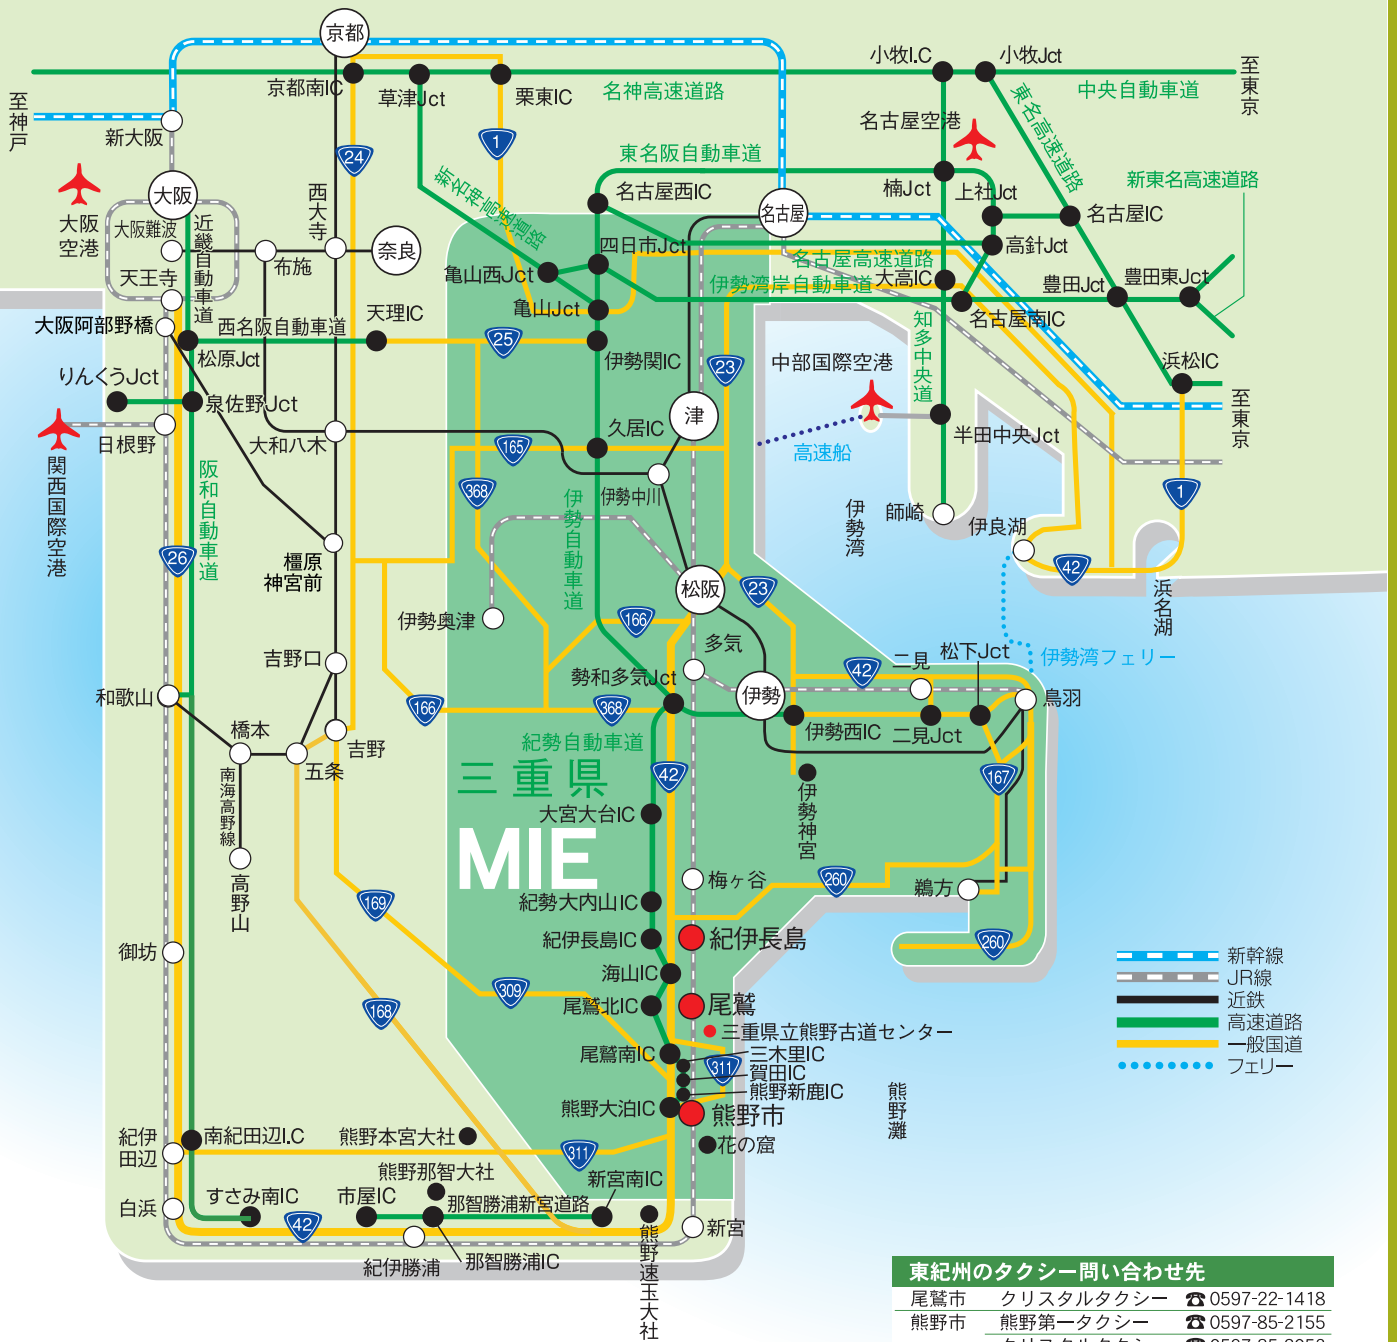 京都
小牧I.C
小牧Jct
至東京
京都南IC
草津Jct
栗東IC
名神高速道路
中央自動車道
至神戸
新大阪
24
1
東名高速道路
名古屋空港
東名阪自動車道
楠Jct
上社Jct
新東名高速道路
大阪
大阪空港
大阪難波
近畿自動車道
西大寺
布施
奈良
新名神高速道路
名古屋西IC
名古屋
名古屋IC
四日市Jct
高針Jct
天王寺
亀山西Jct
名古屋高速道路
伊勢湾岸自動車道
大高IC
豊田Jct
豊田東Jct
亀山Jct
名古屋南IC
大阪阿部野橋
西名阪自動車道
天理IC
松原Jct
25
伊勢関IC
23
中部国際空港
知多中央道
浜松IC
りんくうJct
泉佐野Jct
至東京
日根野
大和八木
津
久居IC
165
半田中央Jct
高速船
関西国際空港
阪和自動車道
368
伊勢自動車道
伊勢中川
伊勢湾
師崎
伊良湖
1
26
橿原神宮前
42
浜名湖
松阪
23
伊勢奥津
166
多気
伊勢湾フェリー
吉野口
勢和多気Jct
42
二見
松下Jct
和歌山
伊勢
鳥羽
166
368
橋本
吉野
紀勢自動車道
伊勢西IC
二見Jct
五条
南海高野線
三重県
MIE
42
167
大宮大台IC
伊勢神宮
高野山
梅ヶ谷
260
鵜方
169
紀勢大内山IC
紀伊長島IC
紀伊長島
260
御坊
海山IC
309
尾鷲北IC
尾鷲
168
三重県立熊野古道センター
尾鷲南IC
三木里IC
賀田IC
311
熊野新鹿IC
熊野大泊IC
熊野市
熊野灘
新幹線
JR線
近鉄
高速道路
一般国道
フェリー
紀伊田辺
南紀田辺I.C
熊野本宮大社
311
花の窟
熊野那智大社
新宮南IC
白浜
すさみ南IC
市屋IC
那智勝浦新宮道路
42
新宮
紀伊勝浦
那智勝浦IC
熊野速玉大社
東紀州のタクシー問い合わせ先
尾鷲市 クリスタルタクシー ☎0597-22-1418
熊野市 熊野第一タクシー ☎0597-85-2155